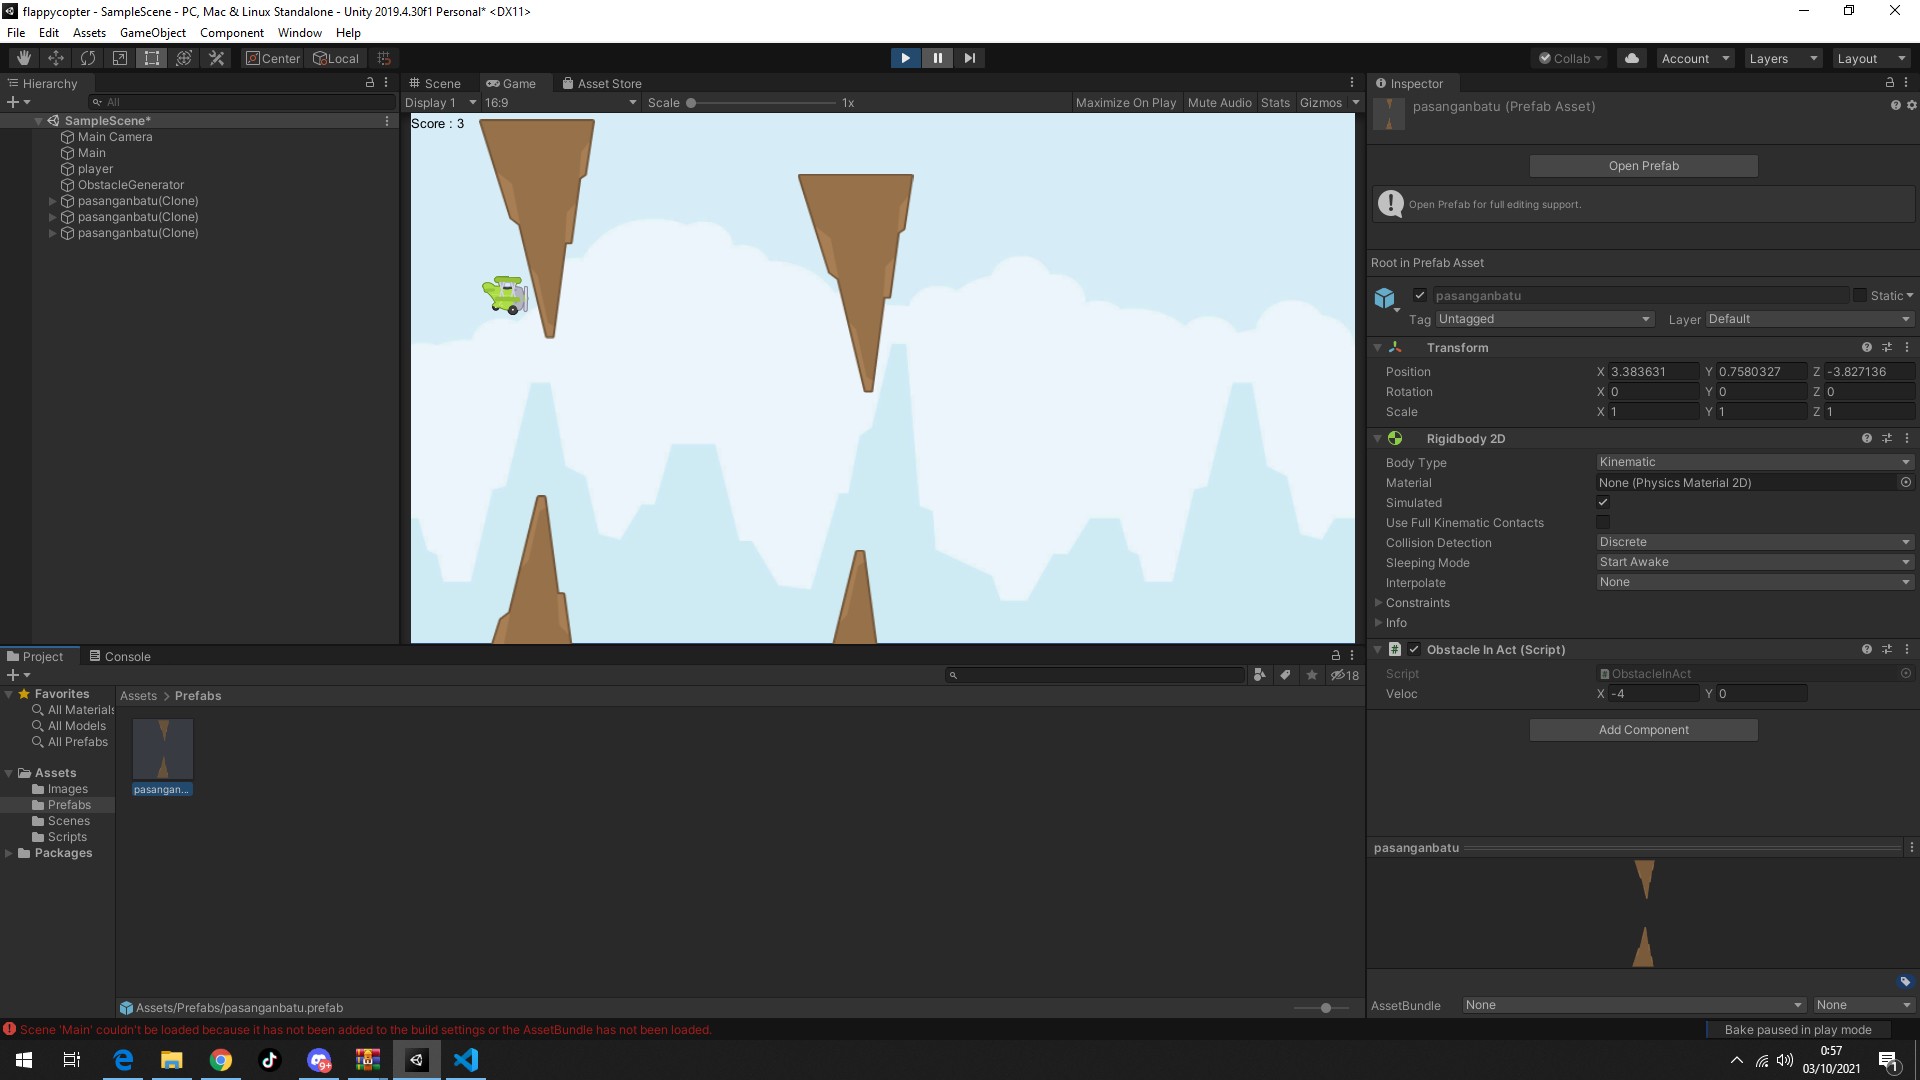 flappycopter - SampleScene - PC, Mac & Linux Standalone - Unity 2019.4.30f1 Personal* <DX11>
File Edit Assets GameObject Component Window Help
Center Local Collab Account Layers Layout
Hierarchy
All
SampleScene*
Main Camera
Main
player
ObstacleGenerator
pasanganbatu(Clone)
pasanganbatu(Clone)
pasanganbatu(Clone)
Scene Game Asset Store
Display 1 16:9 Scale 1x Maximize On Play Mute Audio Stats Gizmos
Score : 3
Inspector
pasanganbatu (Prefab Asset)
Open Prefab
Open Prefab for full editing support.
Root in Prefab Asset
pasanganbatu Static
Tag Untagged Layer Default
Transform
Position X 3.383631 Y 0.7580327 Z -3.827136
Rotation X 0 Y 0 Z 0
Scale X 1 Y 1 Z 1
Rigidbody 2D
Body Type Kinematic
Material None (Physics Material 2D)
Simulated
Use Full Kinematic Contacts
Collision Detection Discrete
Sleeping Mode Start Awake
Interpolate None
Constraints
Info
Obstacle In Act (Script)
Script ObstacleInAct
Veloc X -4 Y 0
Add Component
pasanganbatu
AssetBundle None None
Project Console
18
Favorites
All Materials
All Models
All Prefabs
Assets
Images
Prefabs
Scenes
Scripts
Packages
Assets > Prefabs
pasangan...
Assets/Prefabs/pasanganbatu.prefab
Scene 'Main' couldn't be loaded because it has not been added to the build settings or the AssetBundle has not been loaded.
Bake paused in play mode
9+
0:57
03/10/2021
1